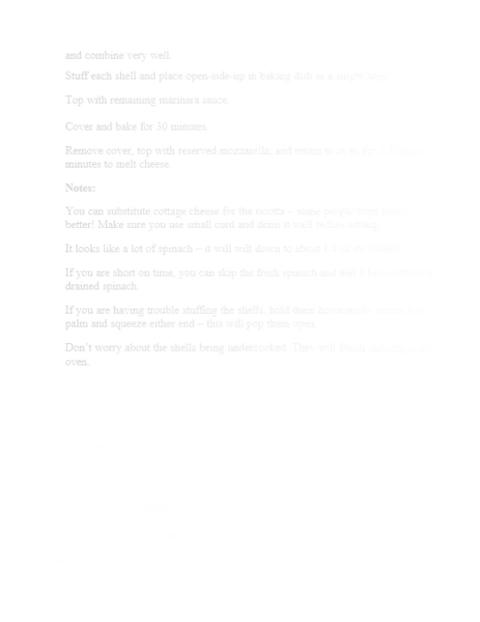 and combine very well.
Stuff each shell and place open-side-up in baking dish in a single layer.
Top with remaining marinara sauce.
Cover and bake for 30 minutes.
Remove cover, top with reserved mozzarella, and return to oven for
minutes to melt cheese.
Notes:
You can substitute cottage cheese for the ricotta – some people
better! Make sure you use small curd and drain it well before using.
It looks like a lot of spinach – it will wilt down to about
If you are short on time, you can skip the fresh spinach and
drained spinach.
If you are having trouble stuffing the shells, hold them
palm and squeeze either end – this will pop them open.
Don't worry about the shells being undercooked. They will finish
oven.